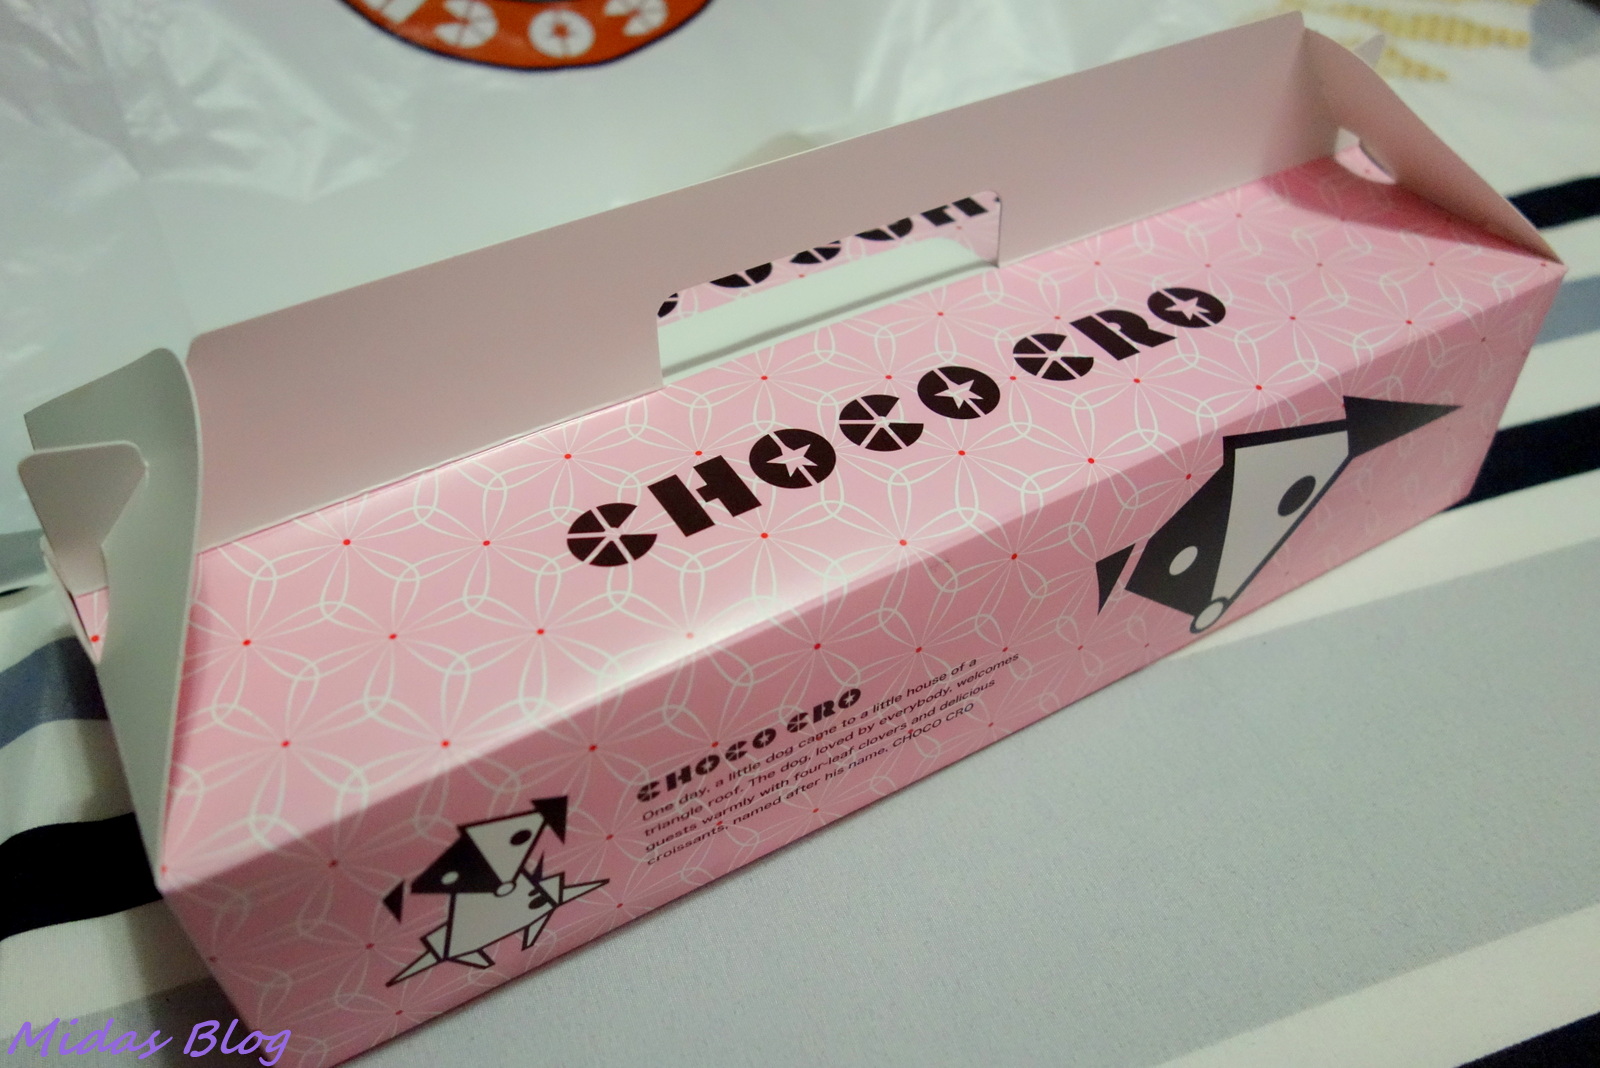 CHOCO CRO
CHOCO CRO
One day, a little dog came to a little house of a
triangle roof. The dog, loved by everybody, welcomes
guests warmly with four-leaf clovers and delicious
croissants, named after his name. CHOCO CRO
Midas Blog